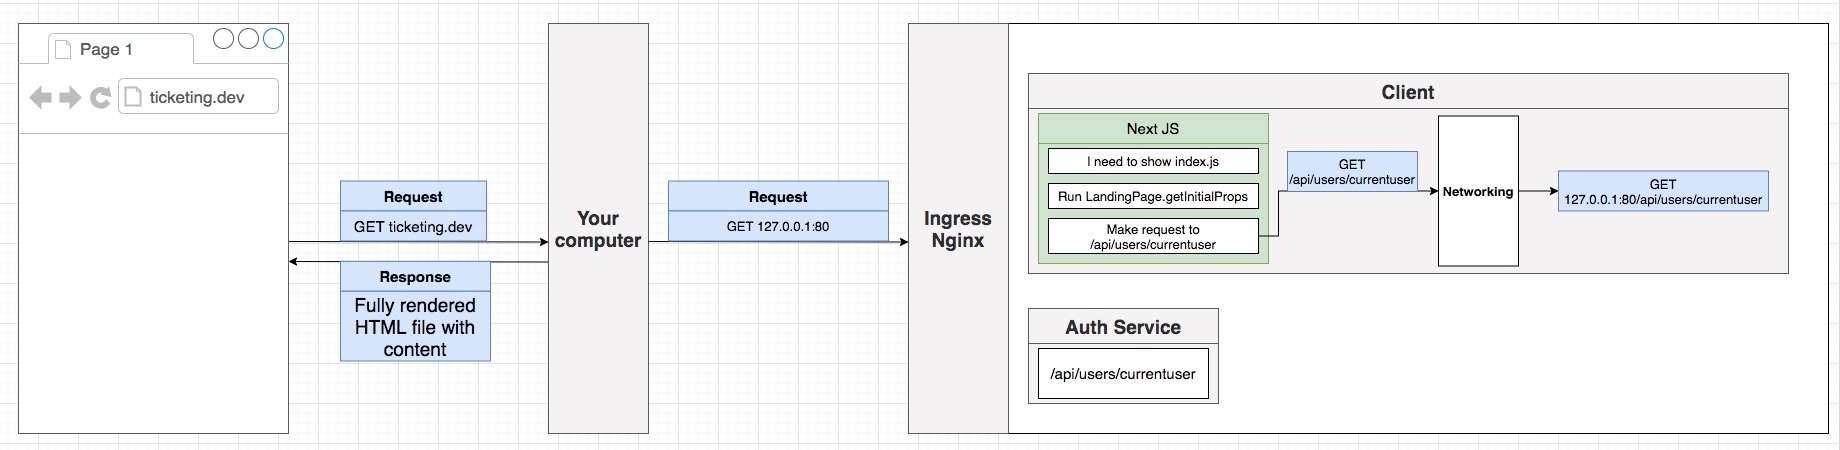 Page 1
ticketing.dev
Request
GET ticketing.dev
Response
Fully rendered
HTML file with
content
Your
computer
Request
GET 127.0.0.1:80
Ingress
Nginx
Client
Next JS
I need to show index.js
Run LandingPage.getInitialProps
Make request to
/api/users/currentuser
GET
/api/users/currentuser
Networking
GET
127.0.0.1:80/api/users/currentuser
Auth Service
/api/users/currentuser